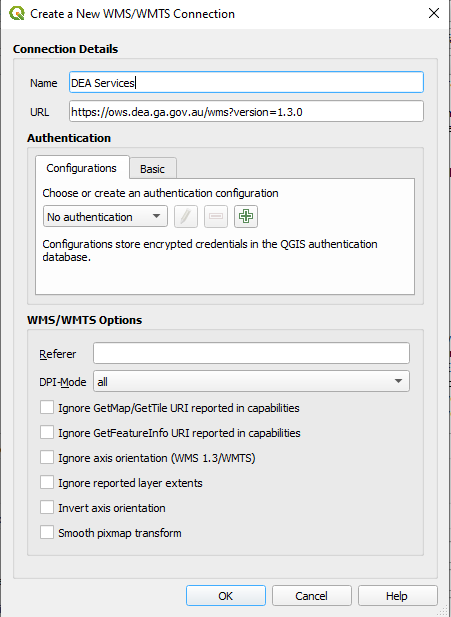 Create a New WMS/WMTS Connection
Connection Details
Name DEA Services
URL https://ows.dea.ga.gov.au/wms?version=1.3.0
Authentication
Configurations Basic
Choose or create an authentication configuration
No authentication
Configurations store encrypted credentials in the QGIS authentication
database.
WMS/WMTS Options
Referer
DPI-Mode all
Ignore GetMap/GetTile URI reported in capabilities
Ignore GetFeatureInfo URI reported in capabilities
Ignore axis orientation (WMS 1.3/WMTS)
Ignore reported layer extents
Invert axis orientation
Smooth pixmap transform
OK Cancel Help